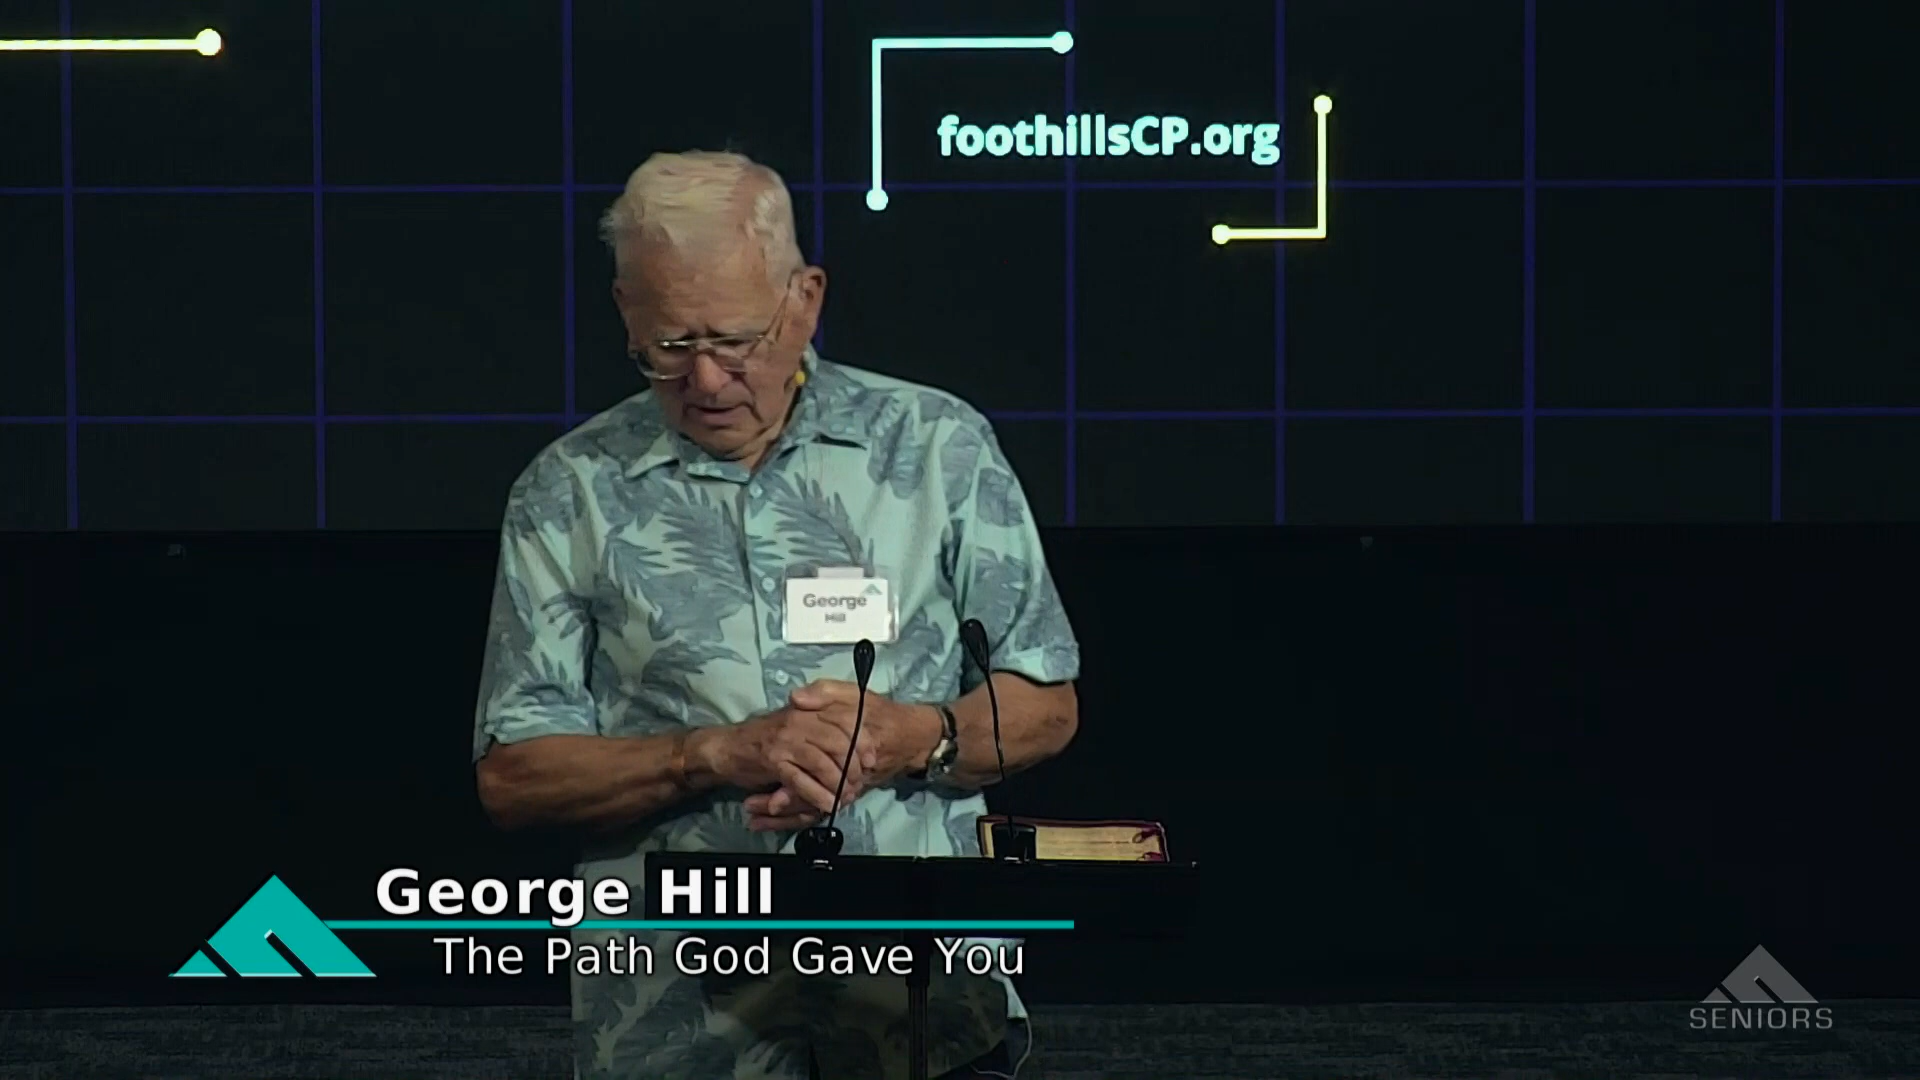 foothillsCP.org
George
Hill
George Hill
The Path God Gave You
SENIORS